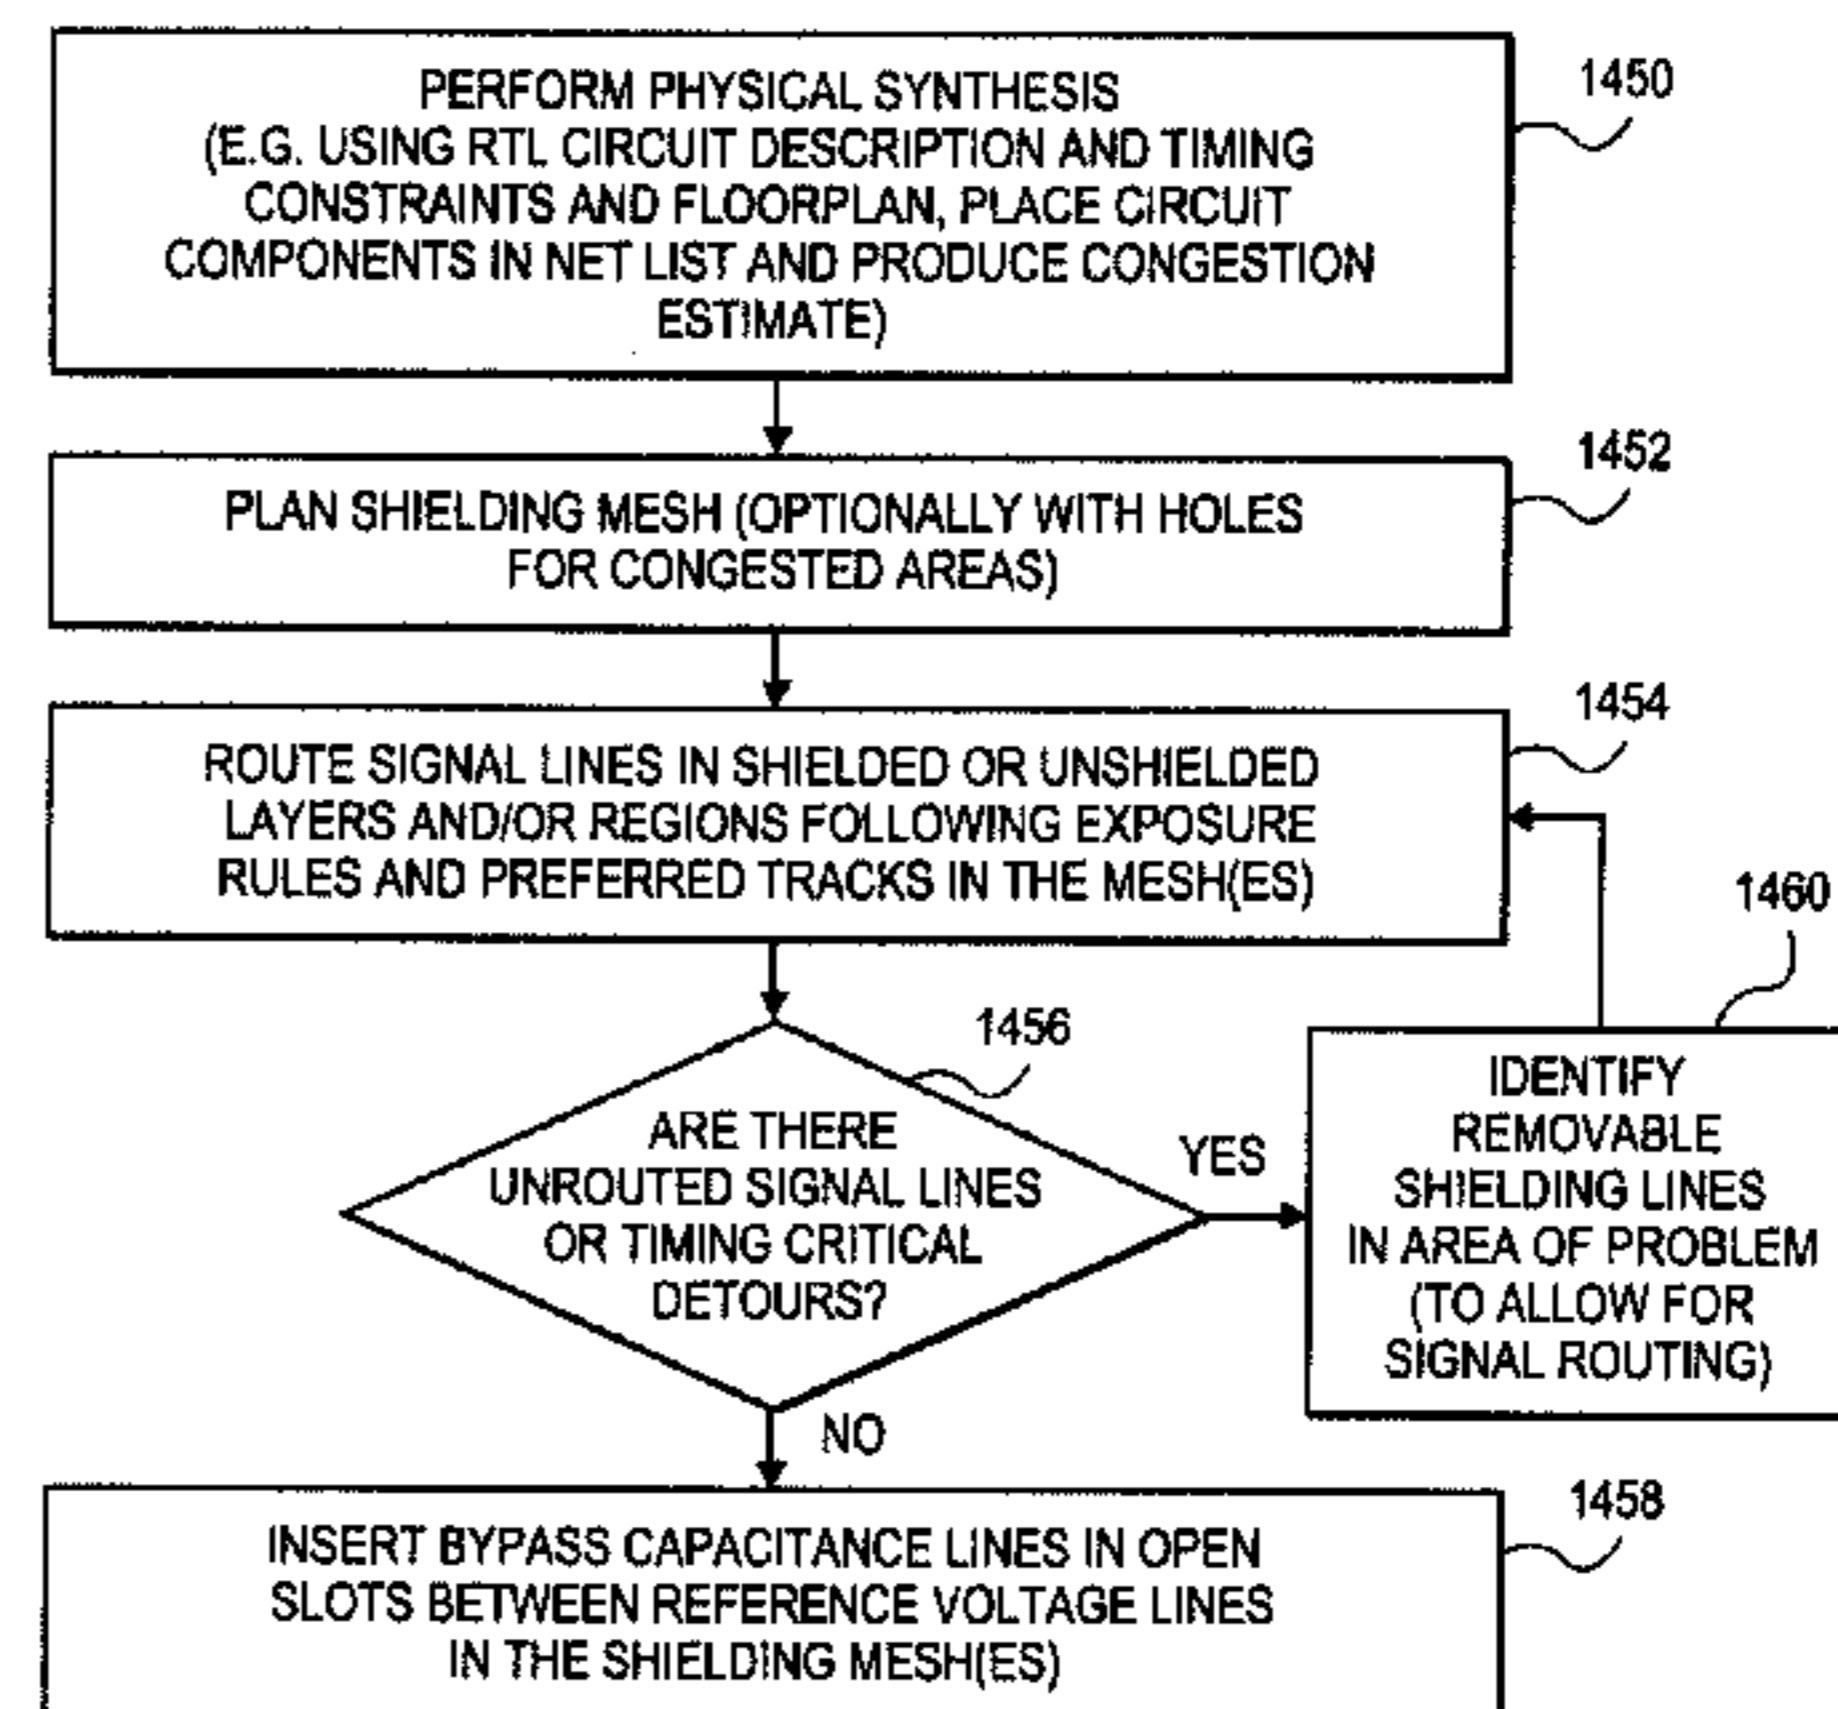 PERFORM PHYSICAL SYNTHESIS
(E.G. USING RTL CIRCUIT DESCRIPTION AND TIMING
CONSTRAINTS AND FLOORPLAN, PLACE CIRCUIT
COMPONENTS IN NET LIST AND PRODUCE CONGESTION
ESTIMATE)
1450
PLAN SHIELDING MESH (OPTIONALLY WITH HOLES
FOR CONGESTED AREAS)
1452
ROUTE SIGNAL LINES IN SHIELDED OR UNSHIELDED
LAYERS AND/OR REGIONS FOLLOWING EXPOSURE
RULES AND PREFERRED TRACKS IN THE MESH(ES)
1454
ARE THERE
UNROUTED SIGNAL LINES
OR TIMING CRITICAL
DETOURS?
1456
YES
NO
IDENTIFY
REMOVABLE
SHIELDING LINES
IN AREA OF PROBLEM
(TO ALLOW FOR
SIGNAL ROUTING)
1460
INSERT BYPASS CAPACITANCE LINES IN OPEN
SLOTS BETWEEN REFERENCE VOLTAGE LINES
IN THE SHIELDING MESH(ES)
1458